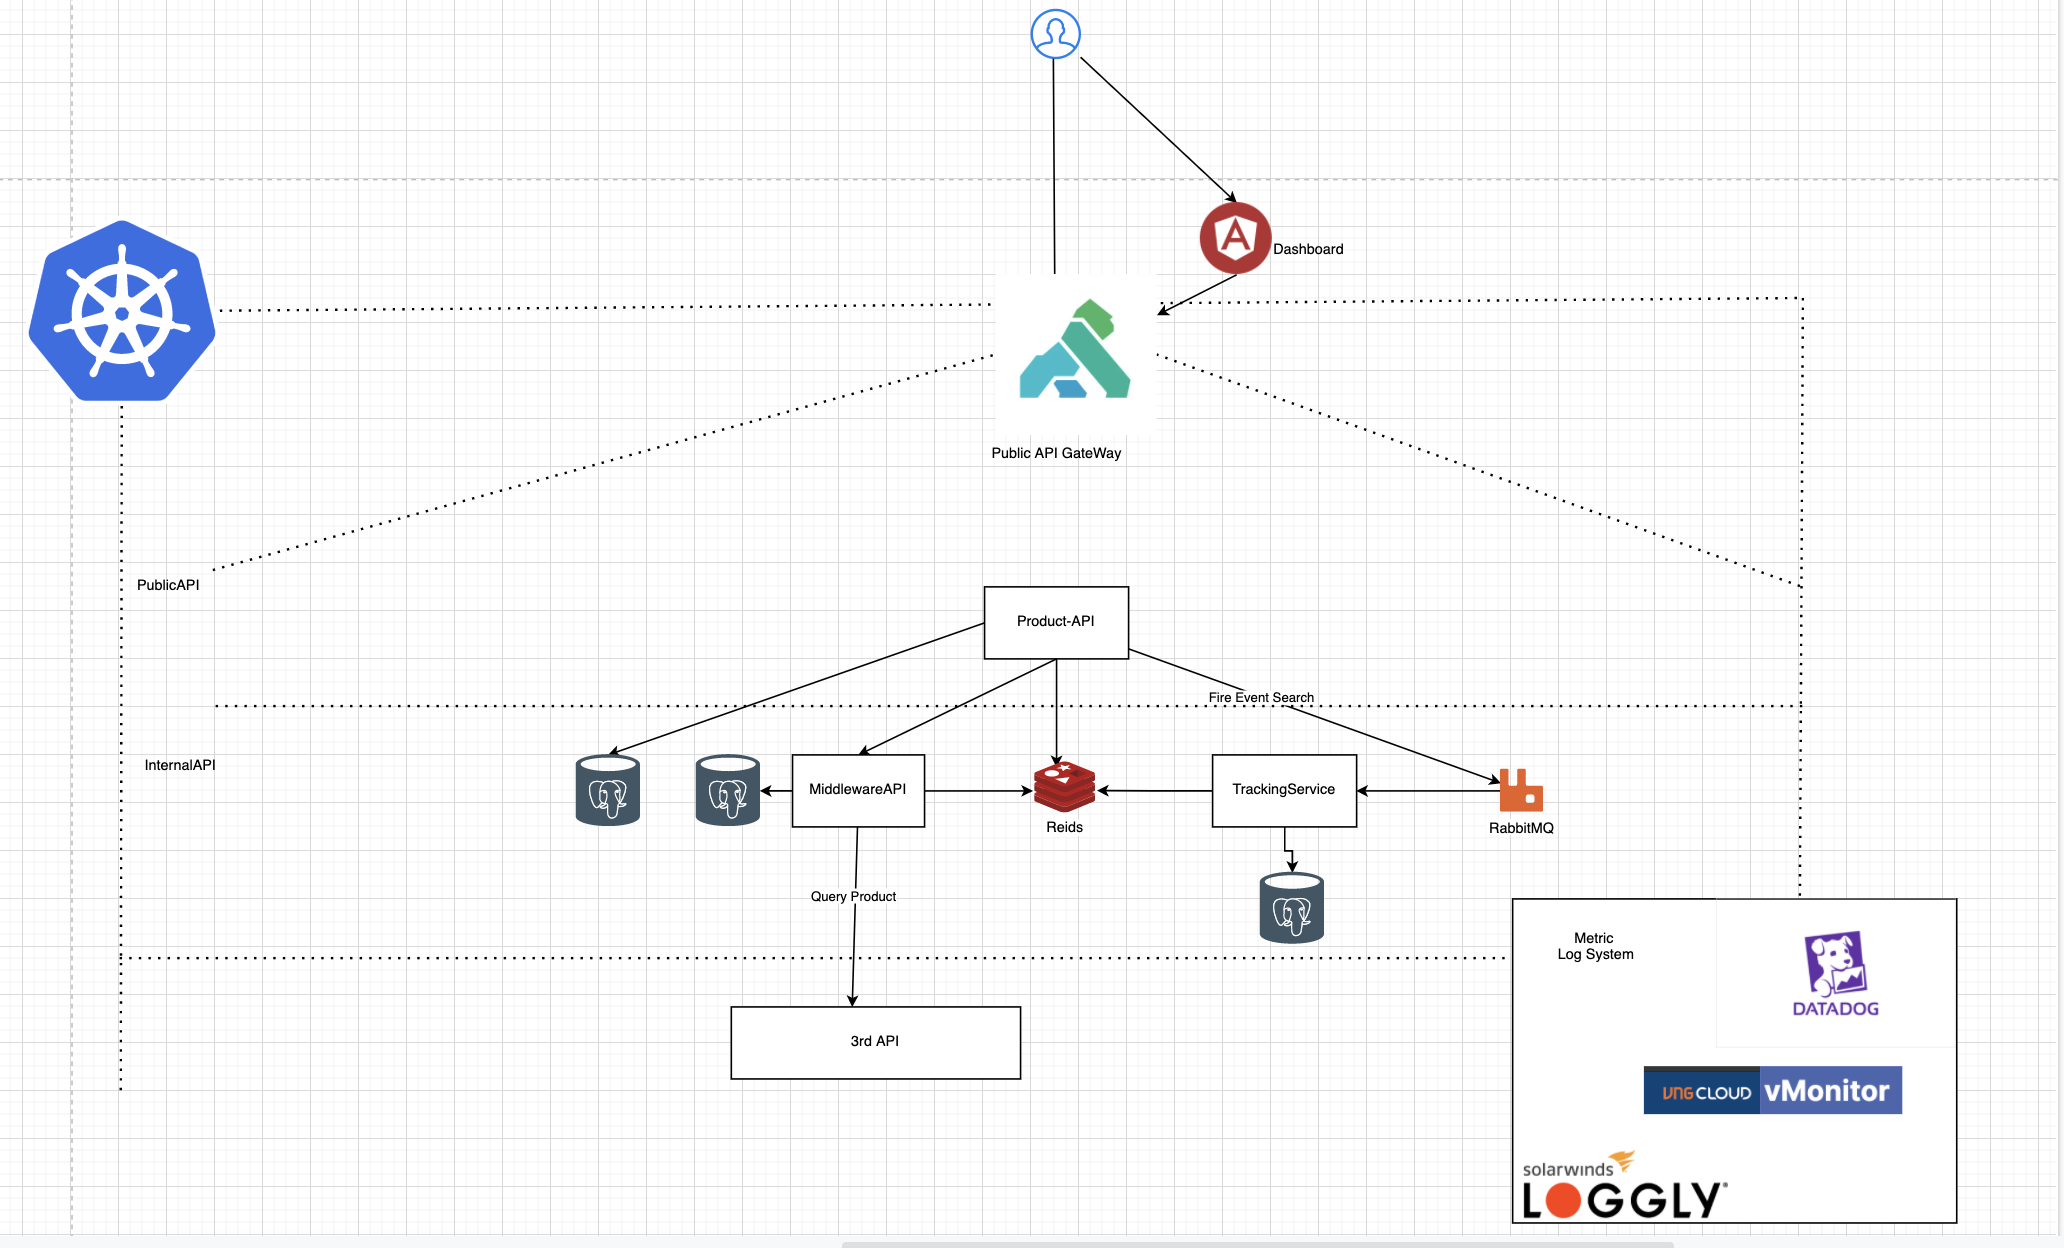 Dashboard
Public API GateWay
PublicAPI
Product-API
Fire Event Search
InternalAPI
MiddlewareAPI
Reids
TrackingService
RabbitMQ
Query Product
3rd API
Metric
Log System
DATADOG
VNG CLOUD
vMonitor
solarwinds
LOGGLY